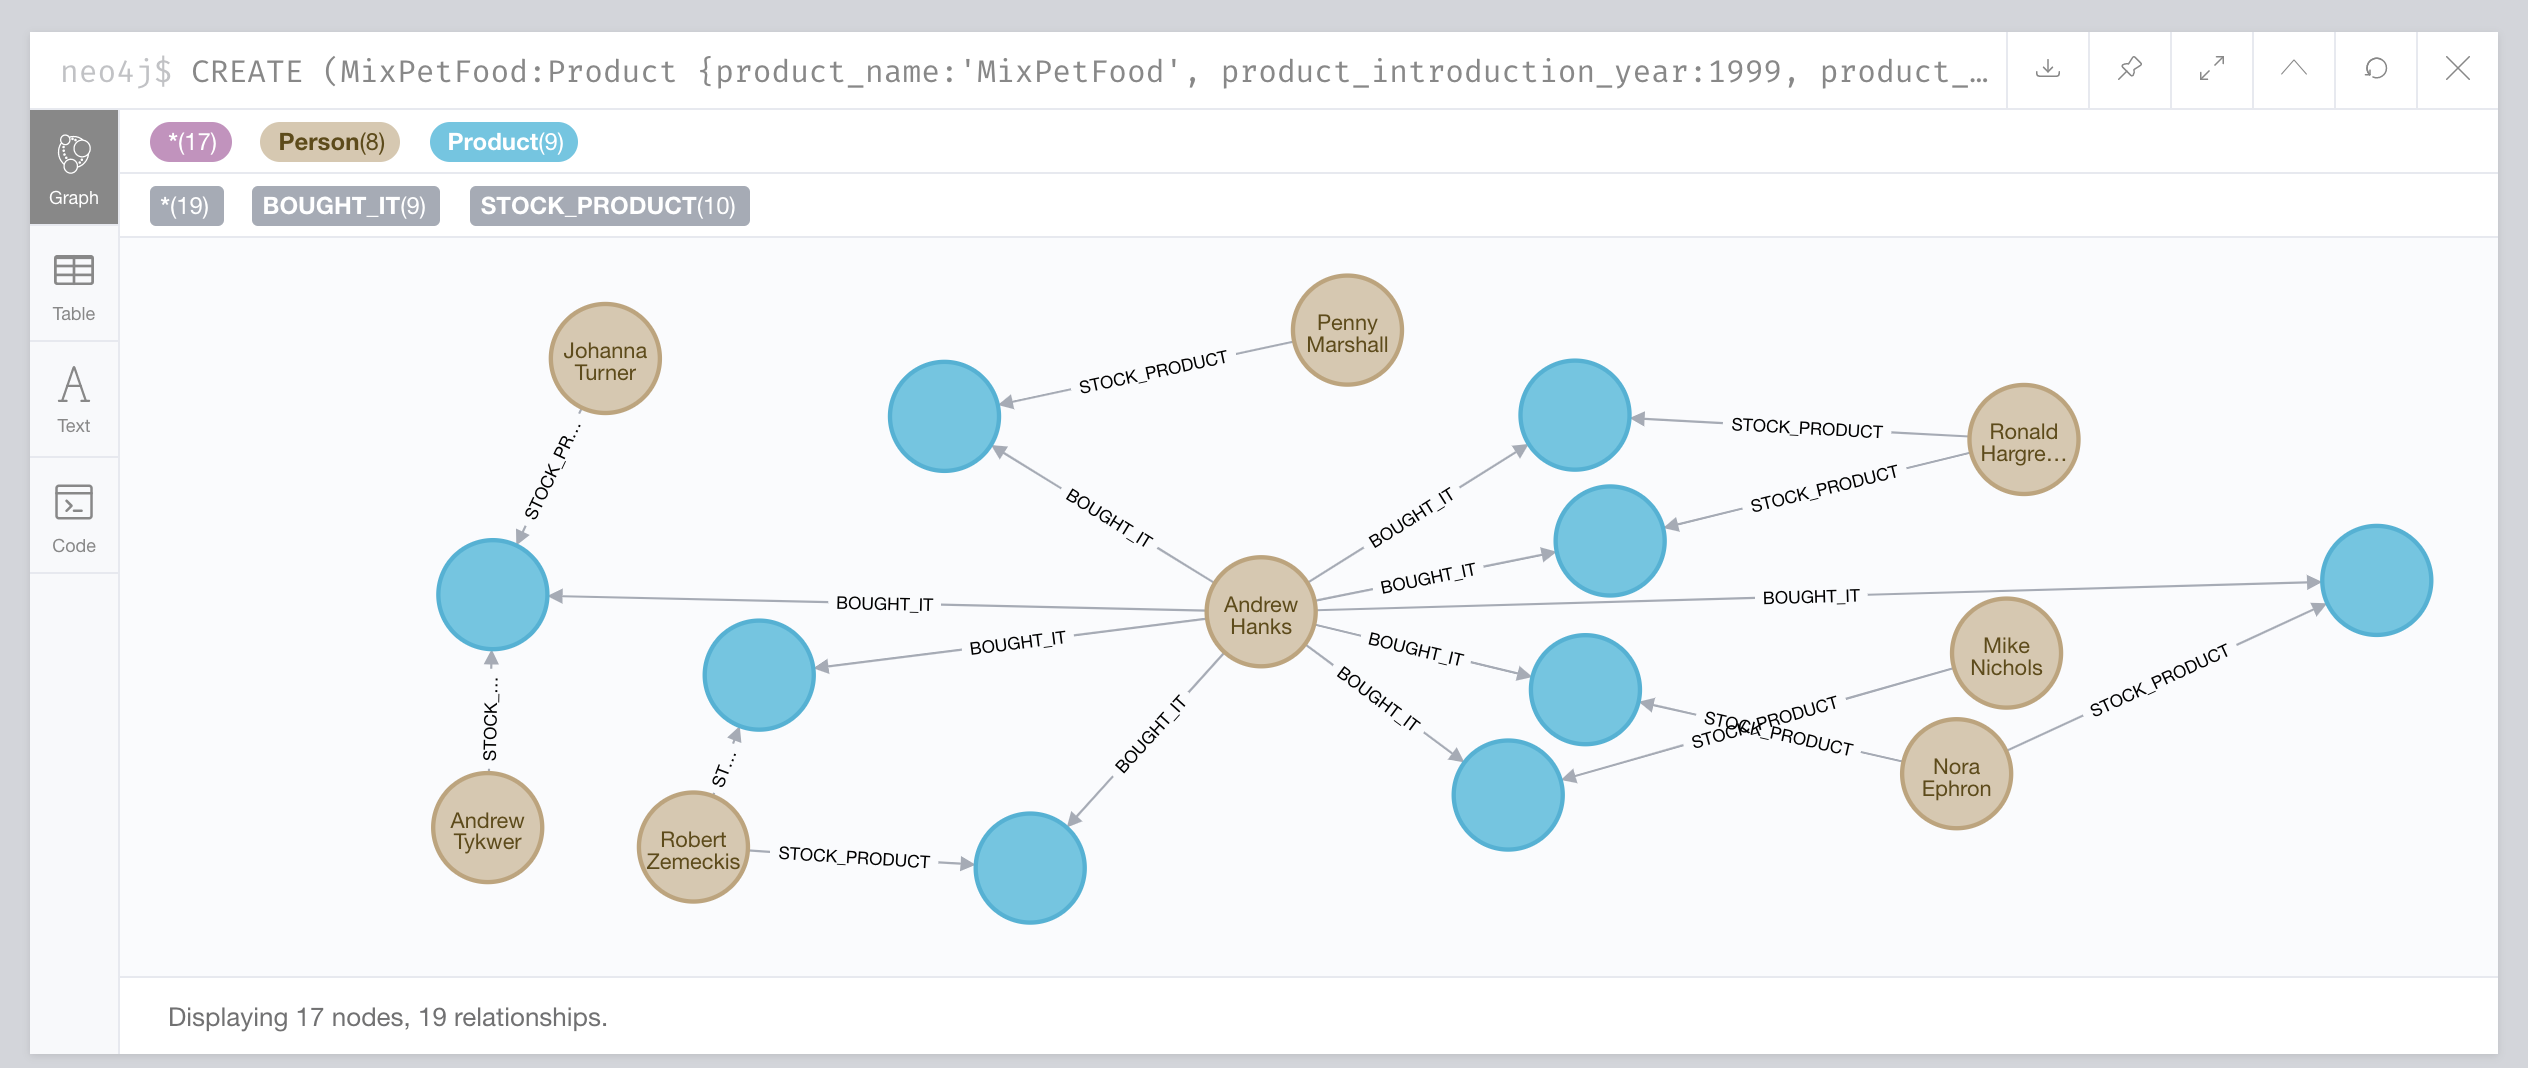 neo4j$ CREATE (MixPetFood:Product {product_name:'MixPetFood', product_introduction_year:1999, product_…
*(17) Person(8) Product(9)
*(19) BOUGHT_IT(9) STOCK_PRODUCT(10)
Graph
Table
Text
Code
Johanna
Turner
STOCK_PR…
Penny
Marshall
STOCK_PRODUCT
Ronald
Hargre…
STOCK_PRODUCT
STOCK_PRODUCT
BOUGHT_IT
BOUGHT_IT
BOUGHT_IT
BOUGHT_IT
BOUGHT_IT
Andrew
Hanks
BOUGHT_IT
BOUGHT_IT
BOUGHT_IT
BOUGHT_IT
Mike
Nichols
STOCK_PRODUCT
STOCK_PRODUCT
STOCK_PRODUCT
Nora
Ephron
STOCK_…
Andrew
Tykwer
ST…
Robert
Zemeckis
STOCK_PRODUCT
Displaying 17 nodes, 19 relationships.